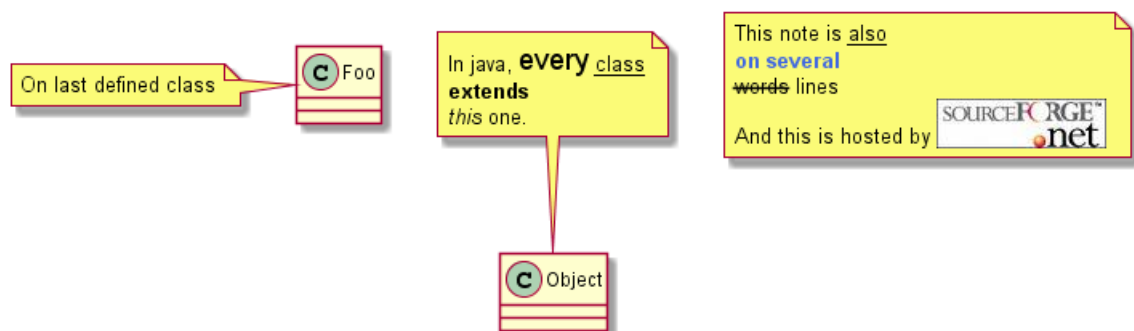 On last defined class
C Foo
In java, every class
extends
this one.
C Object
This note is also
on several
words lines
And this is hosted by SOURCEFORGE™
.net